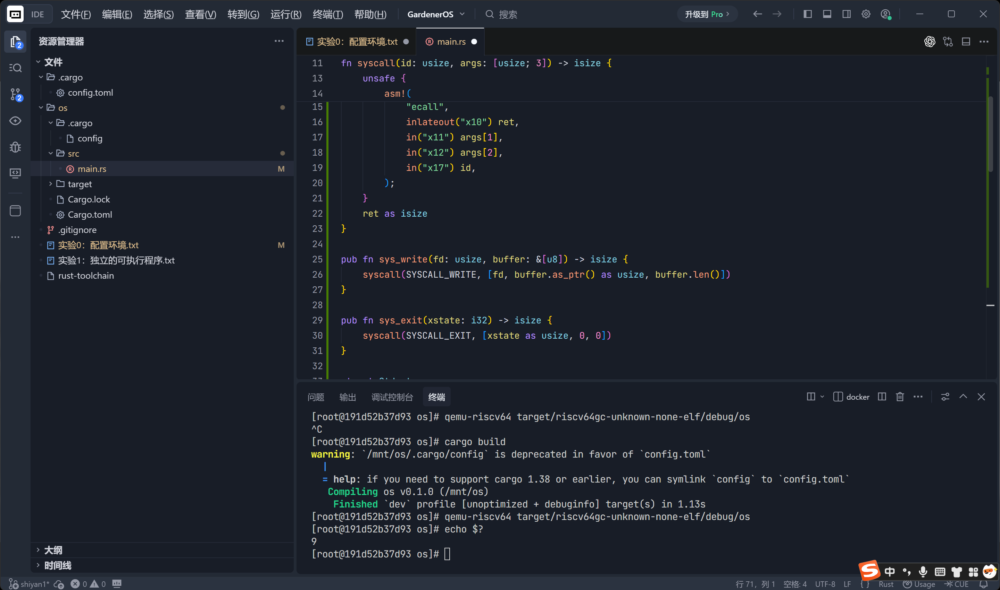 IDE 文件(F) 编辑(E) 选择(S) 查看(V) 转到(G) 运行(R) 终端(T) 帮助(H) GardenerOS 搜索 升级到 Pro
资源管理器
文件
.cargo
config.toml
os
.cargo
config
src
main.rs M
target
Cargo.lock
Cargo.toml
.gitignore
实验0：配置环境.txt M
实验1：独立的可执行程序.txt
rust-toolchain
大纲
时间线
2
2
实验0：配置环境.txt main.rs
11 fn syscall(id: usize, args: [usize; 3]) -> isize {
13     unsafe {
14         asm!(
15             "ecall",
16             inlateout("x10") ret,
17             in("x11") args[1],
18             in("x12") args[2],
19             in("x17") id,
20         );
21     }
22     ret as isize
23 }
24
25 pub fn sys_write(fd: usize, buffer: &[u8]) -> isize {
26     syscall(SYSCALL_WRITE, [fd, buffer.as_ptr() as usize, buffer.len()])
27 }
28
29 pub fn sys_exit(xstate: i32) -> isize {
30     syscall(SYSCALL_EXIT, [xstate as usize, 0, 0])
31 }
32
问题 输出 调试控制台 终端 docker
[root@191d52b37d93 os]# qemu-riscv64 target/riscv64gc-unknown-none-elf/debug/os
^C
[root@191d52b37d93 os]# cargo build
warning: `/mnt/os/.cargo/config` is deprecated in favor of `config.toml`
|
= help: if you need to support cargo 1.38 or earlier, you can symlink `config` to `config.toml`
Compiling os v0.1.0 (/mnt/os)
Finished `dev` profile [unoptimized + debuginfo] target(s) in 1.13s
[root@191d52b37d93 os]# qemu-riscv64 target/riscv64gc-unknown-none-elf/debug/os
[root@191d52b37d93 os]# echo $?
9
[root@191d52b37d93 os]#
S 中
shiyan1* 0 0 行 71，列 1 空格: 4 UTF-8 LF { } Rust Usage CUE